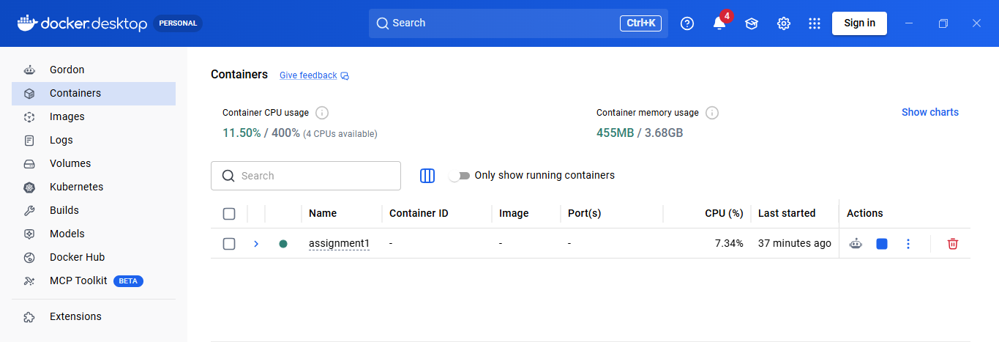 docker.desktop PERSONAL
Search Ctrl+K
4
Sign in
Gordon
Containers
Images
Logs
Volumes
Kubernetes
Builds
Models
Docker Hub
MCP Toolkit BETA
Extensions
Containers Give feedback
Container CPU usage
11.50% / 400% (4 CPUs available)
Container memory usage
455MB / 3.68GB
Show charts
Search
Only show running containers
Name Container ID Image Port(s) CPU (%) Last started Actions
assignment1 - - - 7.34% 37 minutes ago